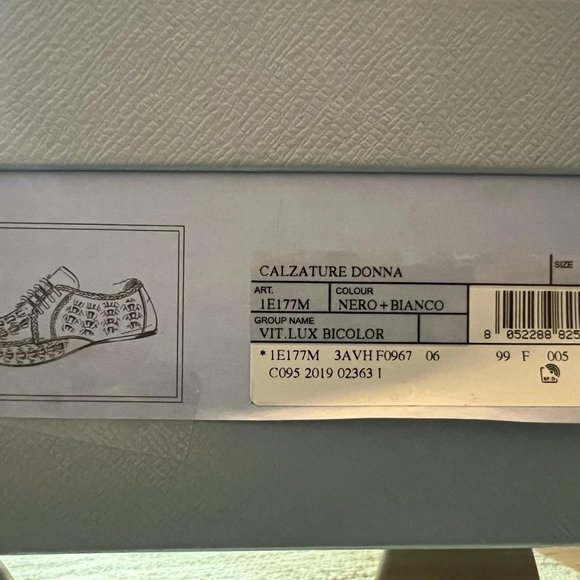 CALZATURE DONNA
SIZE
ART. COLOUR
1E177M NERO+BIANCO
GROUP NAME
VIT.LUX BICOLOR
8 052288 825
*1E177M 3AVH F0967 06 99 F 005
C095 2019 02363 I